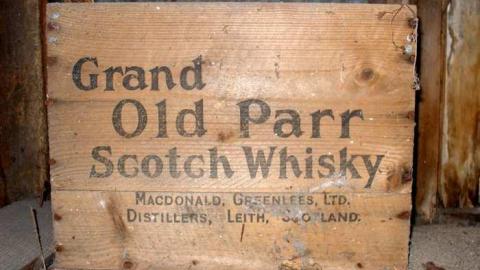 Grand
Old Parr
Scotch Whisky
MACDONALD, GREENLEES, LTD.
DISTILLERS, LEITH, SCOTLAND.